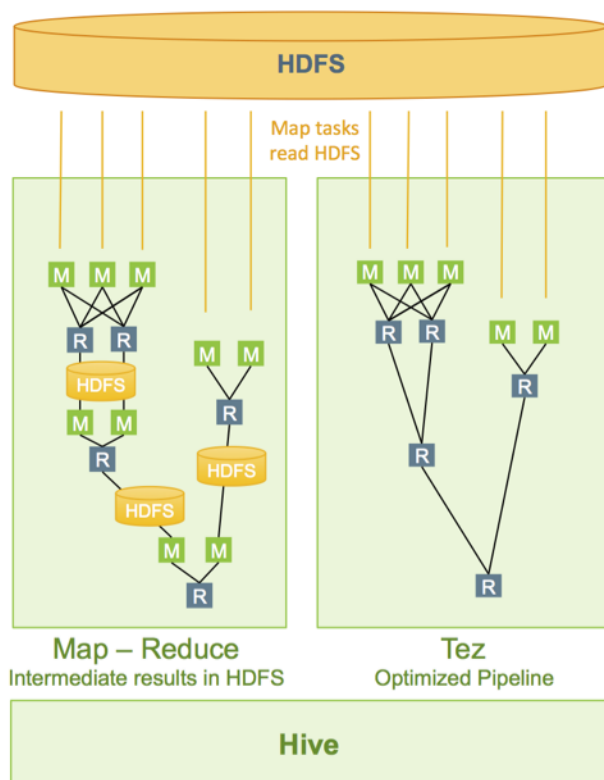 HDFS
Map tasks
read HDFS
M M M
R R
M M
HDFS
R
M M
R
HDFS
HDFS
M M
R
M M M
R R
M M
R
R
R
Map – Reduce
Intermediate results in HDFS
Tez
Optimized Pipeline
Hive